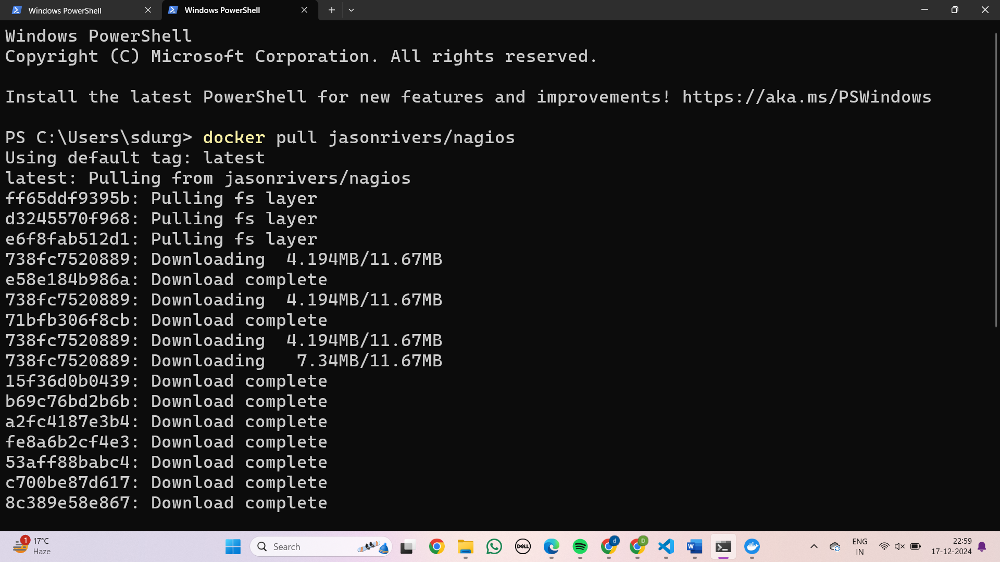 Windows PowerShell
Windows PowerShell
Windows PowerShell
Copyright (C) Microsoft Corporation. All rights reserved.
Install the latest PowerShell for new features and improvements! https://aka.ms/PSWindows
PS C:\Users\sdurg> docker pull jasonrivers/nagios
Using default tag: latest
latest: Pulling from jasonrivers/nagios
ff65ddf9395b: Pulling fs layer
d3245570f968: Pulling fs layer
e6f8fab512d1: Pulling fs layer
738fc7520889: Downloading  4.194MB/11.67MB
e58e184b986a: Download complete
738fc7520889: Downloading  4.194MB/11.67MB
71bfb306f8cb: Download complete
738fc7520889: Downloading  4.194MB/11.67MB
738fc7520889: Downloading   7.34MB/11.67MB
15f36d0b0439: Download complete
b69c76bd2b6b: Download complete
a2fc4187e3b4: Download complete
fe8a6b2cf4e3: Download complete
53aff88babc4: Download complete
c700be87d617: Download complete
8c389e58e867: Download complete
1
17°C
Haze
Search
DELL
d
D
W
ENG
IN
22:59
17-12-2024